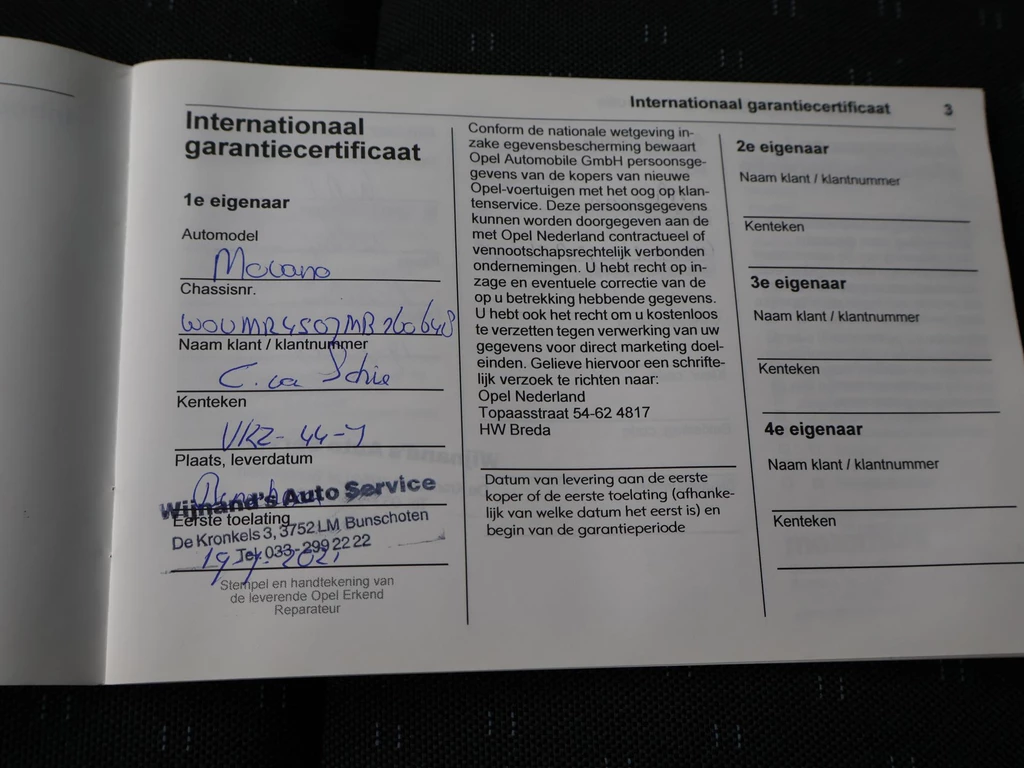 Internationaal garantiecertificaat 3
Internationaal
garantiecertificaat
1e eigenaar
Automodel
Movano
Chassisnr.
Naam klant / klantnummer
C. va Schie
Kenteken
VKZ-44-J
Plaats, leverdatum
Wijnand's Auto Service
Eerste toelating
De Kronkels 3, 3752 LM Bunschoten
Tel. 033-299 22 22
2021
Stempel en handtekening van
de leverende Opel Erkend
Reparateur
Conform de nationale wetgeving in-
zake egevensbescherming bewaart
Opel Automobile GmbH persoonsge-
gevens van de kopers van nieuwe
Opel-voertuigen met het oog op klan-
tenservice. Deze persoonsgegevens
kunnen worden doorgegeven aan de
met Opel Nederland contractueel of
vennootschapsrechtelijk verbonden
ondernemingen. U hebt recht op in-
zage en eventuele correctie van de
op u betrekking hebbende gegevens.
U hebt ook het recht om u kosteloos
te verzetten tegen verwerking van uw
gegevens voor direct marketing doel-
einden. Gelieve hiervoor een schrifte-
lijk verzoek te richten naar:
Opel Nederland
Topaasstraat 54-62 4817
HW Breda
Datum van levering aan de eerste
koper of de eerste toelating (afhanke-
lijk van welke datum het eerst is) en
begin van de garantieperiode
2e eigenaar
Naam klant / klantnummer
Kenteken
3e eigenaar
Naam klant / klantnummer
Kenteken
4e eigenaar
Naam klant / klantnummer
Kenteken